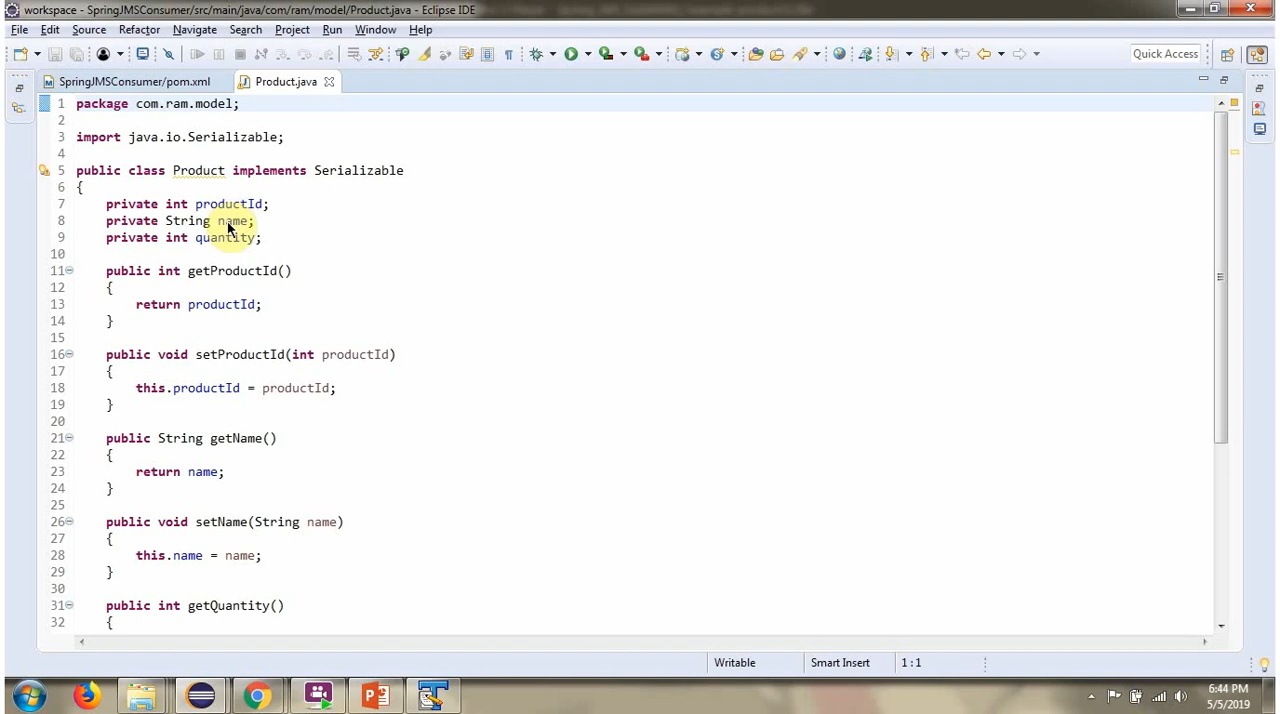 workspace - SpringJMSConsumer/src/main/java/com/ram/model/Product.java - Eclipse IDE
File Edit Source Refactor Navigate Search Project Run Window Help
Quick Access
SpringJMSConsumer/pom.xml Product.java
1 package com.ram.model;
2
3 import java.io.Serializable;
4
5 public class Product implements Serializable
6 {
7 private int productId;
8 private String name;
9 private int quantity;
10
11 public int getProductId()
12 {
13 return productId;
14 }
15
16 public void setProductId(int productId)
17 {
18 this.productId = productId;
19 }
20
21 public String getName()
22 {
23 return name;
24 }
25
26 public void setName(String name)
27 {
28 this.name = name;
29 }
30
31 public int getQuantity()
32 {
Writable Smart Insert 1 : 1
6:44 PM
5/5/2019